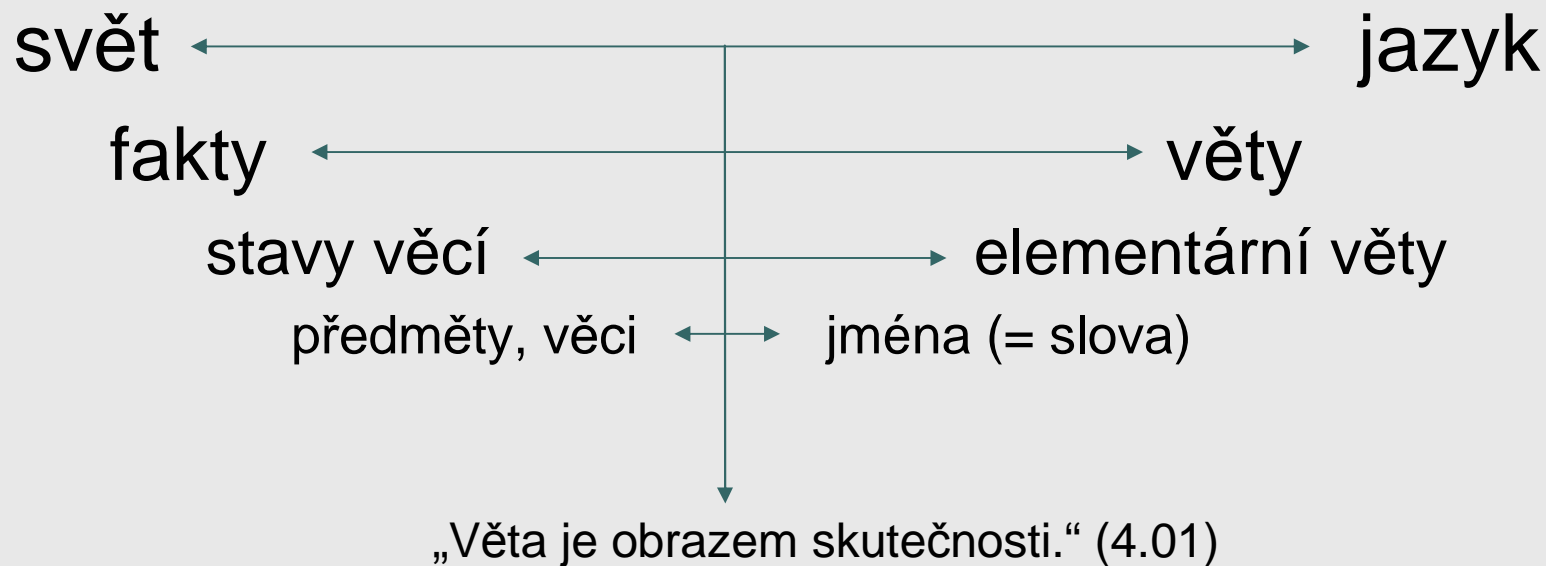 svět jazyk
fakty věty
stavy věcí elementární věty
předměty, věci jména (= slova)
„Věta je obrazem skutečnosti.“ (4.01)